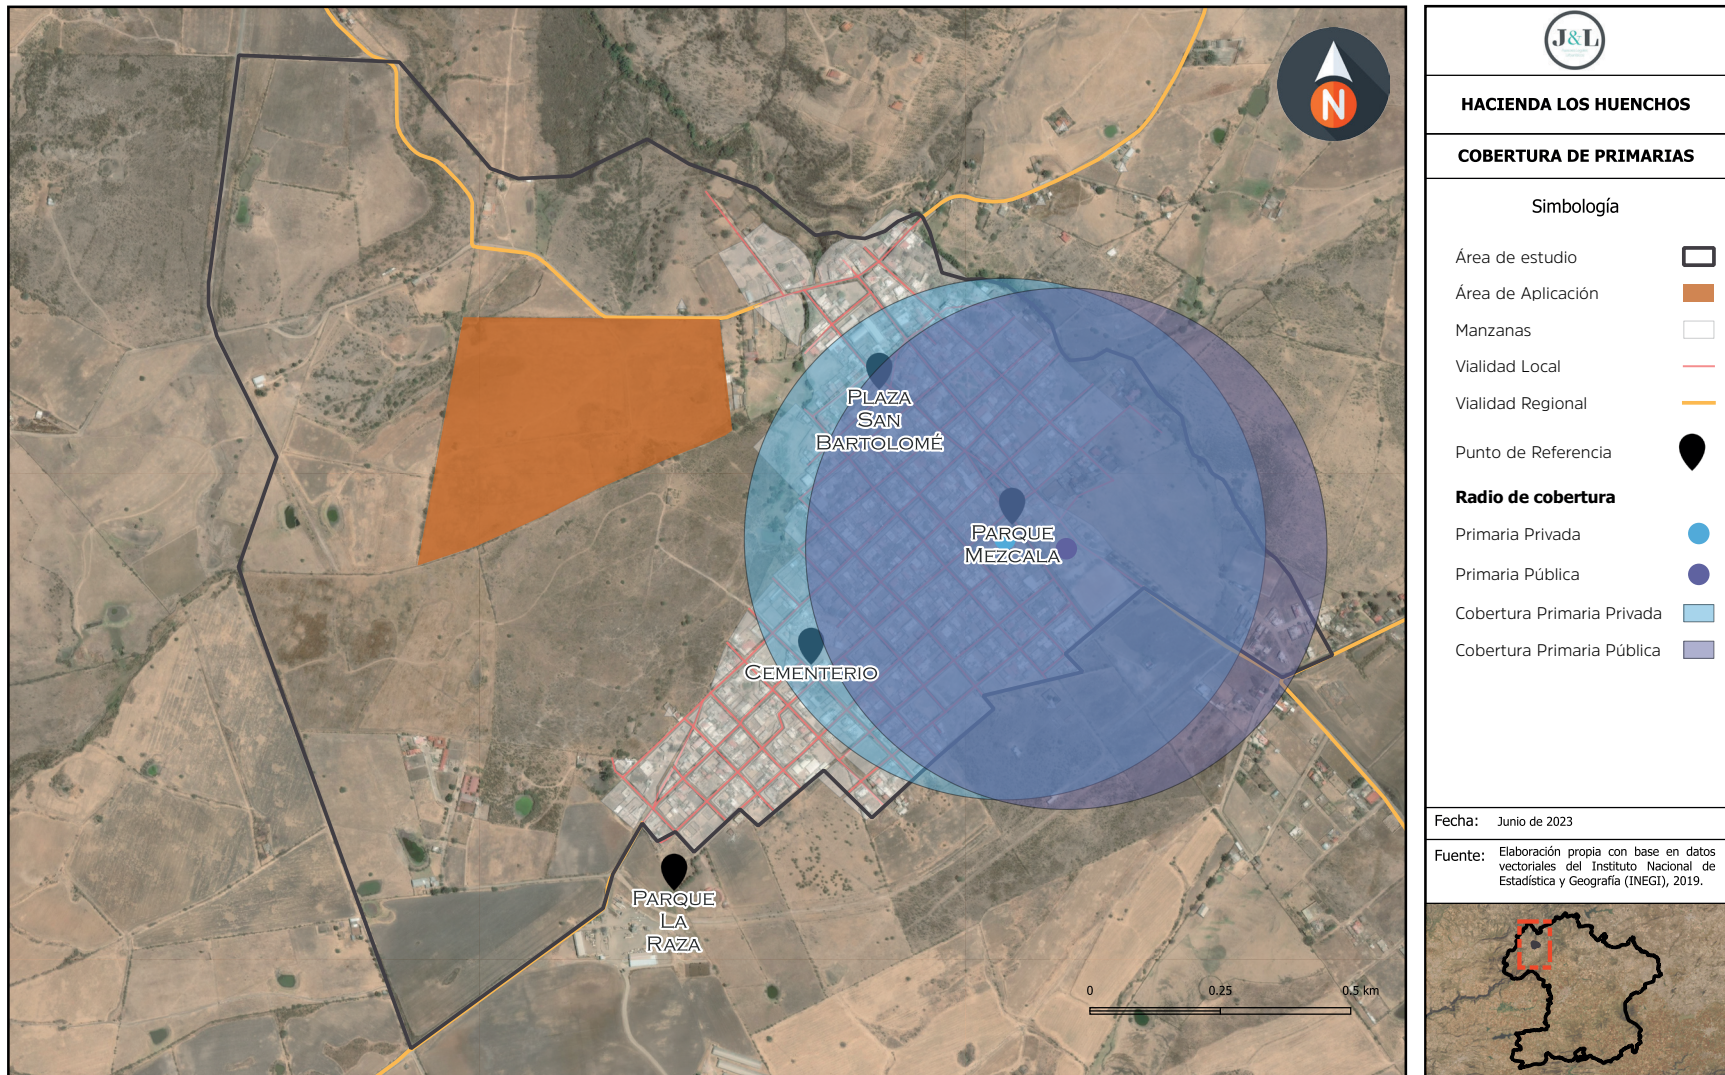 N
PLAZA
SAN
BARTOLOMÉ
PARQUE
MEZCALA
CEMENTERIO
PARQUE
LA
RAZA
0 0.25 0.5 km
J&L
HACIENDA LOS HUENCHOS
COBERTURA DE PRIMARIAS
Simbología
Área de estudio
Área de Aplicación
Manzanas
Vialidad Local
Vialidad Regional
Punto de Referencia
Radio de cobertura
Primaria Privada
Primaria Pública
Cobertura Primaria Privada
Cobertura Primaria Pública
Fecha: Junio de 2023
Fuente: Elaboración propia con base en datos
vectoriales del Instituto Nacional de
Estadística y Geografía (INEGI), 2019.